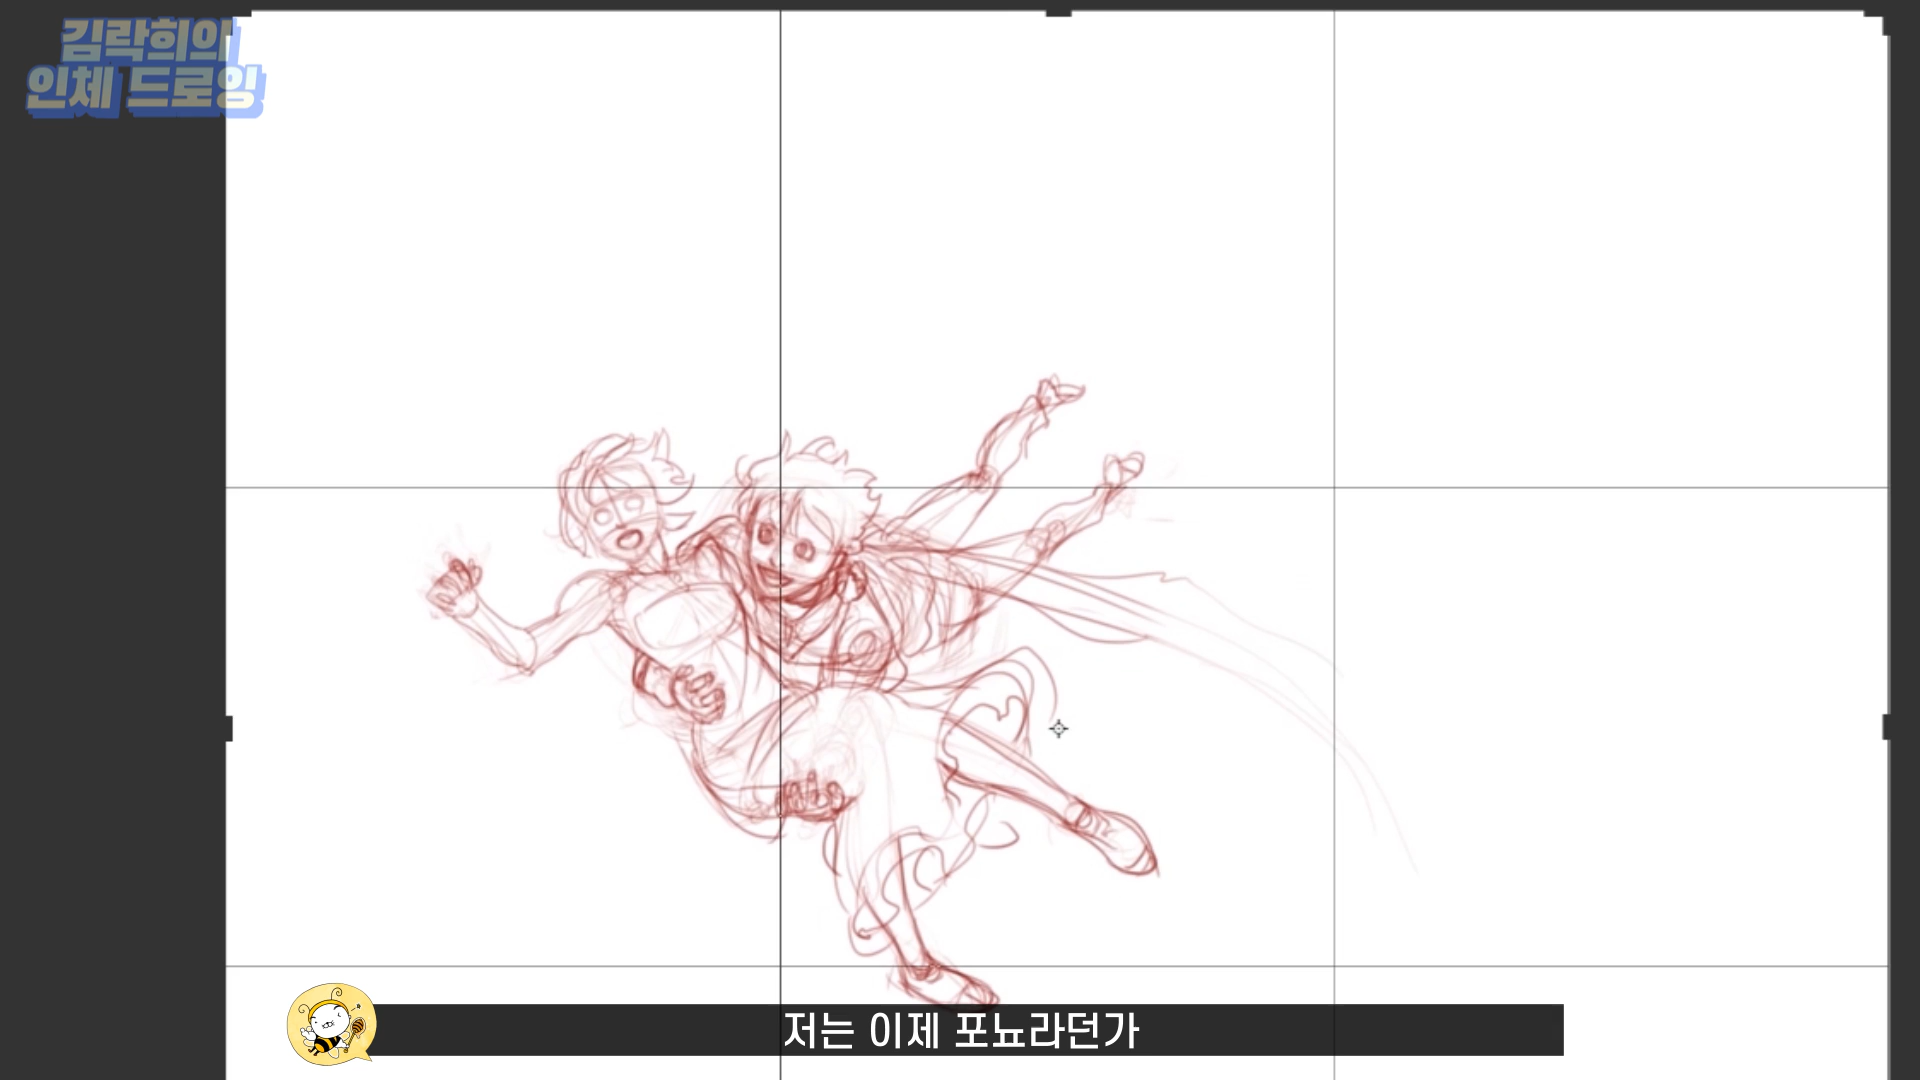 김락희의
인체 드로잉
저는 이제 포뇨라던가